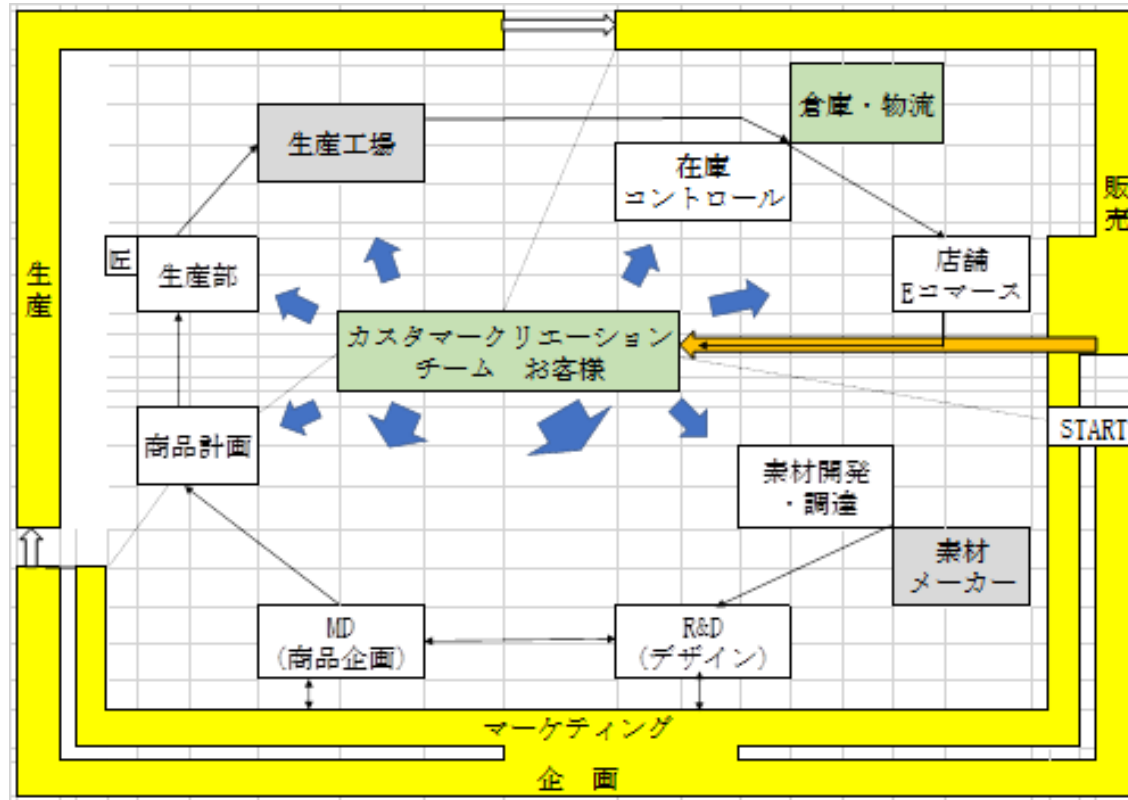 倉庫・物流
生産工場
在庫
コントロール
販売
匠
生産部
店舗
Eコマース
生産
カスタマークリエーション
チーム　お客様
商品計画
START
素材開発
・調達
素材
メーカー
MD
(商品企画)
R&D
(デザイン)
マーケティング
企　画